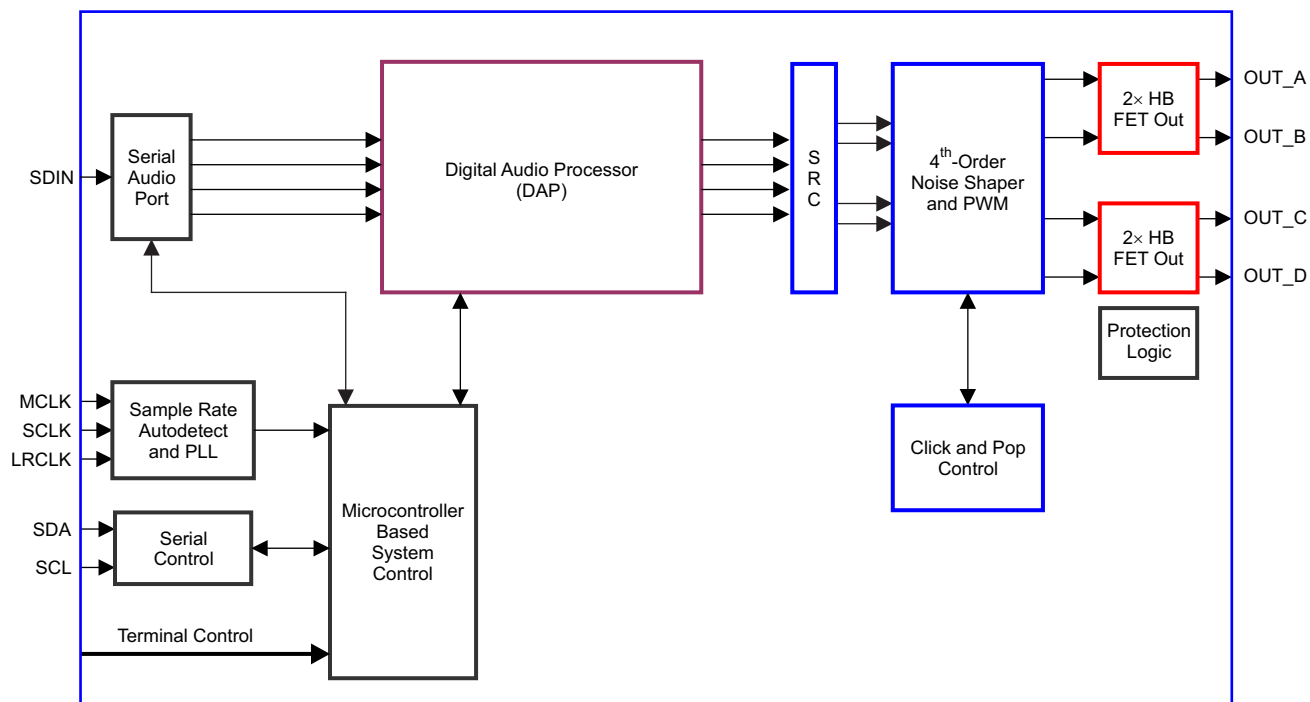 SDIN
Serial
Audio
Port
Digital Audio Processor
(DAP)
S
R
C
4th-Order
Noise Shaper
and PWM
2× HB
FET Out
OUT_A
OUT_B
2× HB
FET Out
OUT_C
OUT_D
Protection
Logic
MCLK
SCLK
LRCLK
Sample Rate
Autodetect
and PLL
SDA
SCL
Serial
Control
Terminal Control
Microcontroller
Based
System
Control
Click and Pop
Control